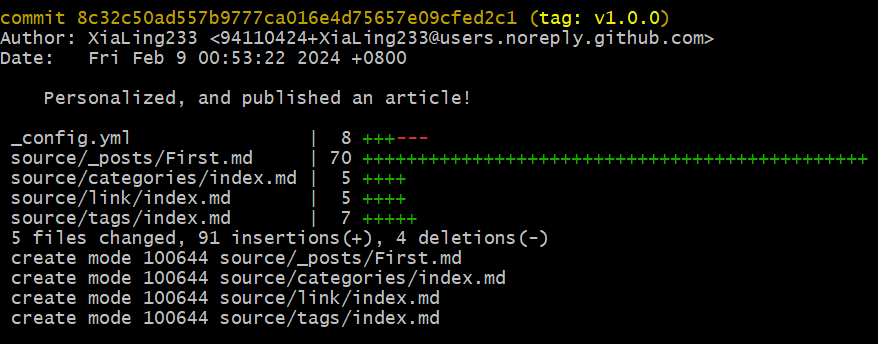 commit 8c32c50ad557b9777ca016e4d75657e09cfed2c1 (tag: v1.0.0)
Author: XiaLing233 <94110424+XiaLing233@users.noreply.github.com>
Date:   Fri Feb 9 00:53:22 2024 +0800

    Personalized, and published an article!

 _config.yml                |  8 +++---
 source/_posts/First.md     | 70 ++++++++++++++++++++++++++++++++++++++++++++++
 source/categories/index.md |  5 ++++
 source/link/index.md       |  5 ++++
 source/tags/index.md       |  7 +++++
 5 files changed, 91 insertions(+), 4 deletions(-)
 create mode 100644 source/_posts/First.md
 create mode 100644 source/categories/index.md
 create mode 100644 source/link/index.md
 create mode 100644 source/tags/index.md